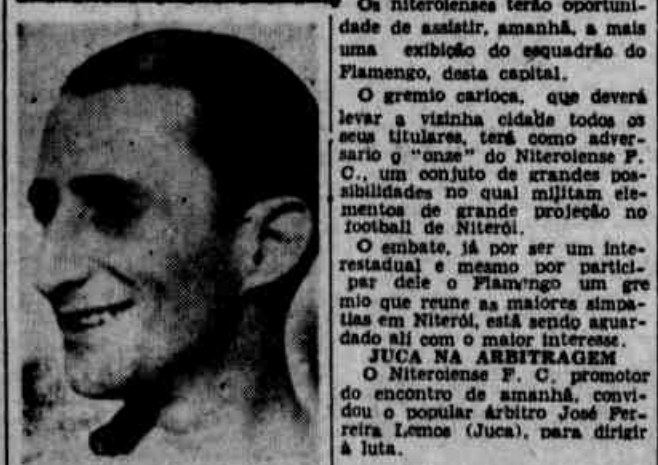 Os niteroienses terão oportuni-
dade de assistir, amanhã, a mais
uma exibição do esquadrão do
Flamengo, desta capital.
O gremio carioca, que deverá
levar a vizinha cidade todos os
seus titulares, terá como adver-
sario o "onze" do Niteroiense F.
C., um conjuto de grandes pos-
sibilidades no qual militam ele-
mentos de grande projeção no
football de Niterói.
O embate, já por ser um inte-
restadual e mesmo por partici-
par dele o Flamengo um gre
mio que reune as maiores simpa-
tias em Niterói, está sendo aguar-
dado ali com o maior interesse.
JUCA NA ARBITRAGEM
O Niteroiense F. C. promotor
do encontro de amanhã, convi-
dou o popular árbitro José Fer-
reira Lemos (Juca), para dirigir
à luta.